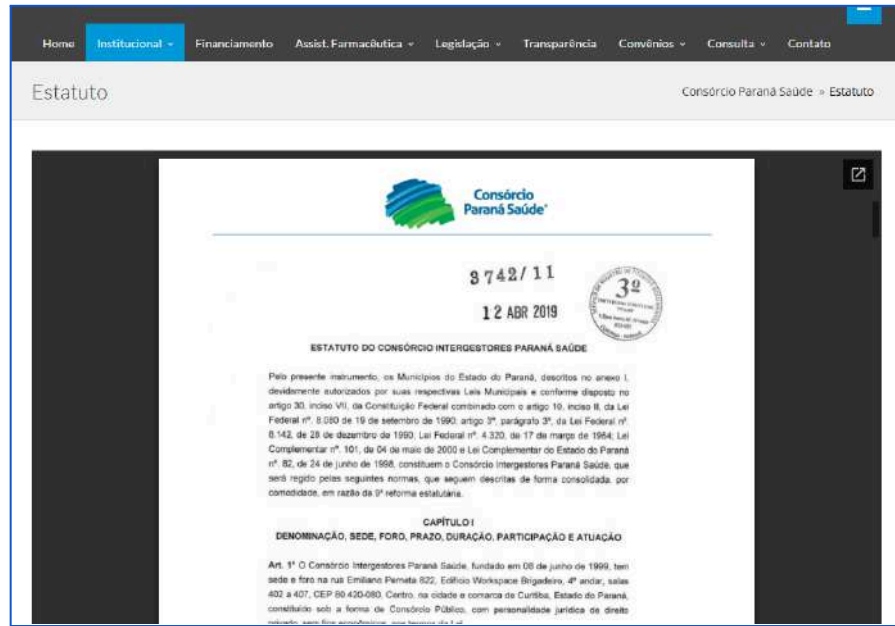 Home Institucional Financiamento Assist. Farmacêutica Legislação Transparência Convênios Consulta Contato
Estatuto
Consórcio Paraná Saúde » Estatuto
Consórcio
Paraná Saúde
3742/11
3º
12 ABR 2019
ESTATUTO DO CONSÓRCIO INTERGESTORES PARANÁ SAÚDE
Pelo presente instrumento, os Municípios do Estado do Paraná, descritos no anexo I,
devidamente autorizados por suas respectivas Leis Municipais e conforme disposto no
artigo 30, inciso VII, da Constituição Federal combinado com o artigo 10, inciso II, da Lei
Federal nº. 8.080 de 19 de setembro de 1990; artigo 3º, parágrafo 3º, da Lei Federal nº.
8.142, de 28 de dezembro de 1990; Lei Federal nº. 4.320, de 17 de março de 1964; Lei
Complementar nº. 101, de 04 de maio de 2000 e Lei Complementar do Estado do Paraná
nº. 82, de 24 de junho de 1998, constituem o Consórcio Intergestores Paraná Saúde, que
será regido pelas seguintes normas, que seguem descritas de forma consolidada, por
comodidade, em razão da 9ª reforma estatutária.
CAPÍTULO I
DENOMINAÇÃO, SEDE, FORO, PRAZO, DURAÇÃO, PARTICIPAÇÃO E ATUAÇÃO
Art. 1º O Consórcio Intergestores Paraná Saúde, fundado em 08 de junho de 1999, tem
sede e foro na rua Emiliano Perneta 822, Edifício Workspace Brigadeiro, 4º andar, salas
402 a 407, CEP 80.420-080, Centro, na cidade e comarca de Curitiba, Estado do Paraná,
constituído sob a forma de Consórcio Público, com personalidade jurídica de direito
privado, sem fins econômicos, nos termos da Lei